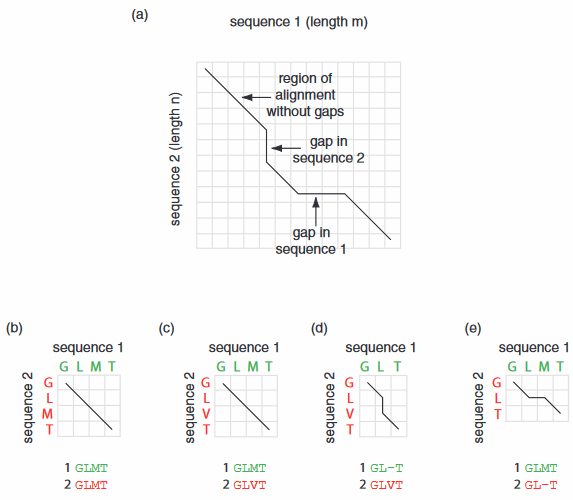 (a)
sequence 1 (length m)
sequence 2 (length n)
region of
alignment
without gaps
gap in
sequence 2
gap in
sequence 1
(b)
sequence 1
G L M T
sequence 2
G
L
M
T
1 GLMT
2 GLMT
(c)
sequence 1
G L M T
sequence 2
G
L
V
T
1 GLMT
2 GLVT
(d)
sequence 1
G L T
sequence 2
G
L
V
T
1 GL-T
2 GLVT
(e)
sequence 1
G L M T
sequence 2
G
L
T
1 GLMT
2 GL-T